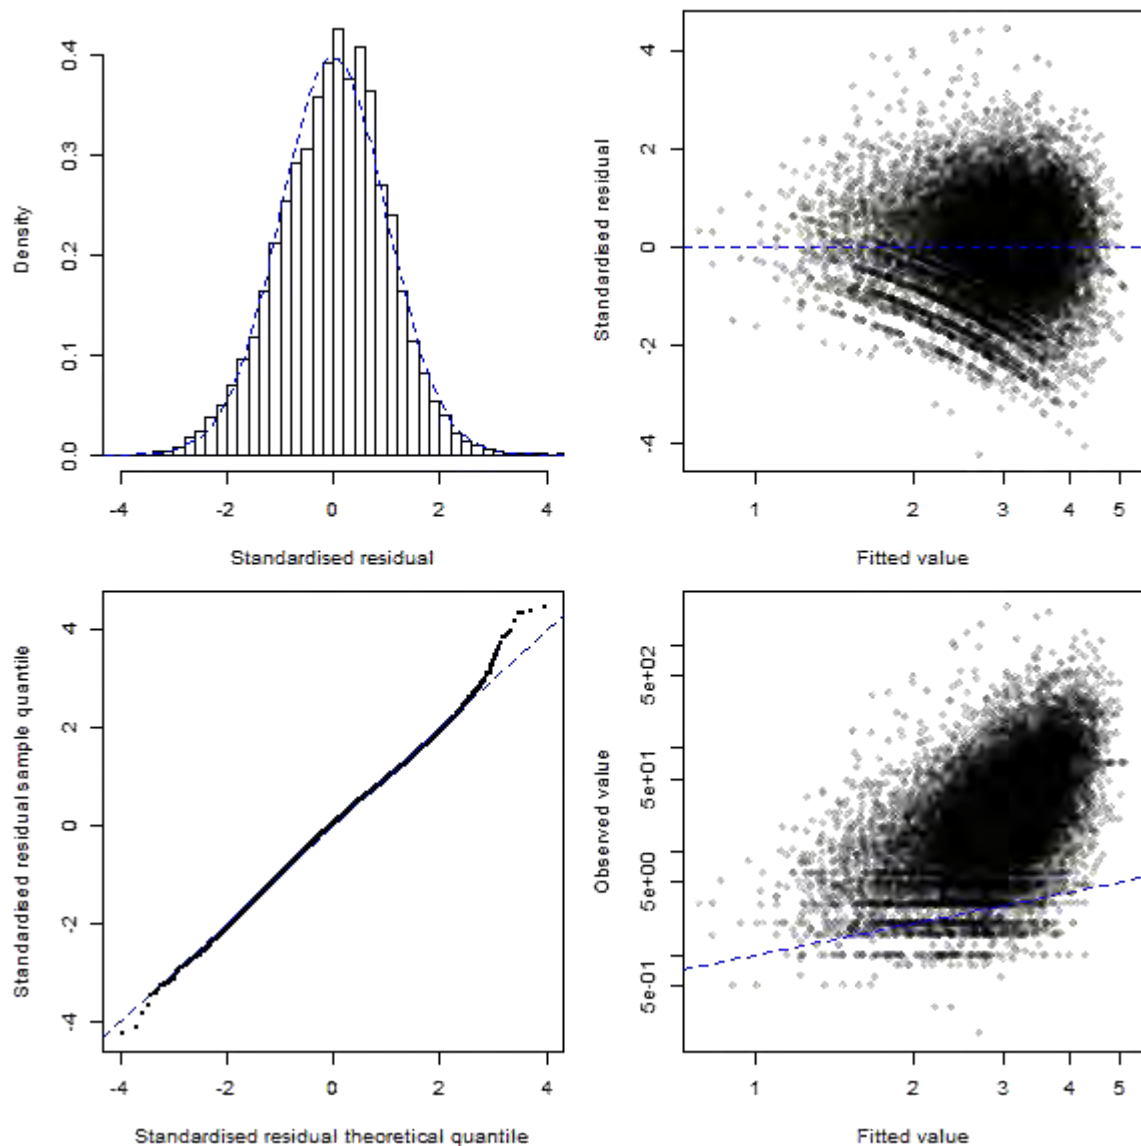 Density
0.0 0.1 0.2 0.3 0.4
-4 -2 0 2 4
Standardised residual
Standardised residual
-4 -2 0 2 4
1 2 3 4 5
Fitted value
Standardised residual sample quantile
-4 -2 0 2 4
-4 -2 0 2 4
Standardised residual theoretical quantile
Observed value
5e-01 5e+00 5e+01 5e+02
1 2 3 4 5
Fitted value